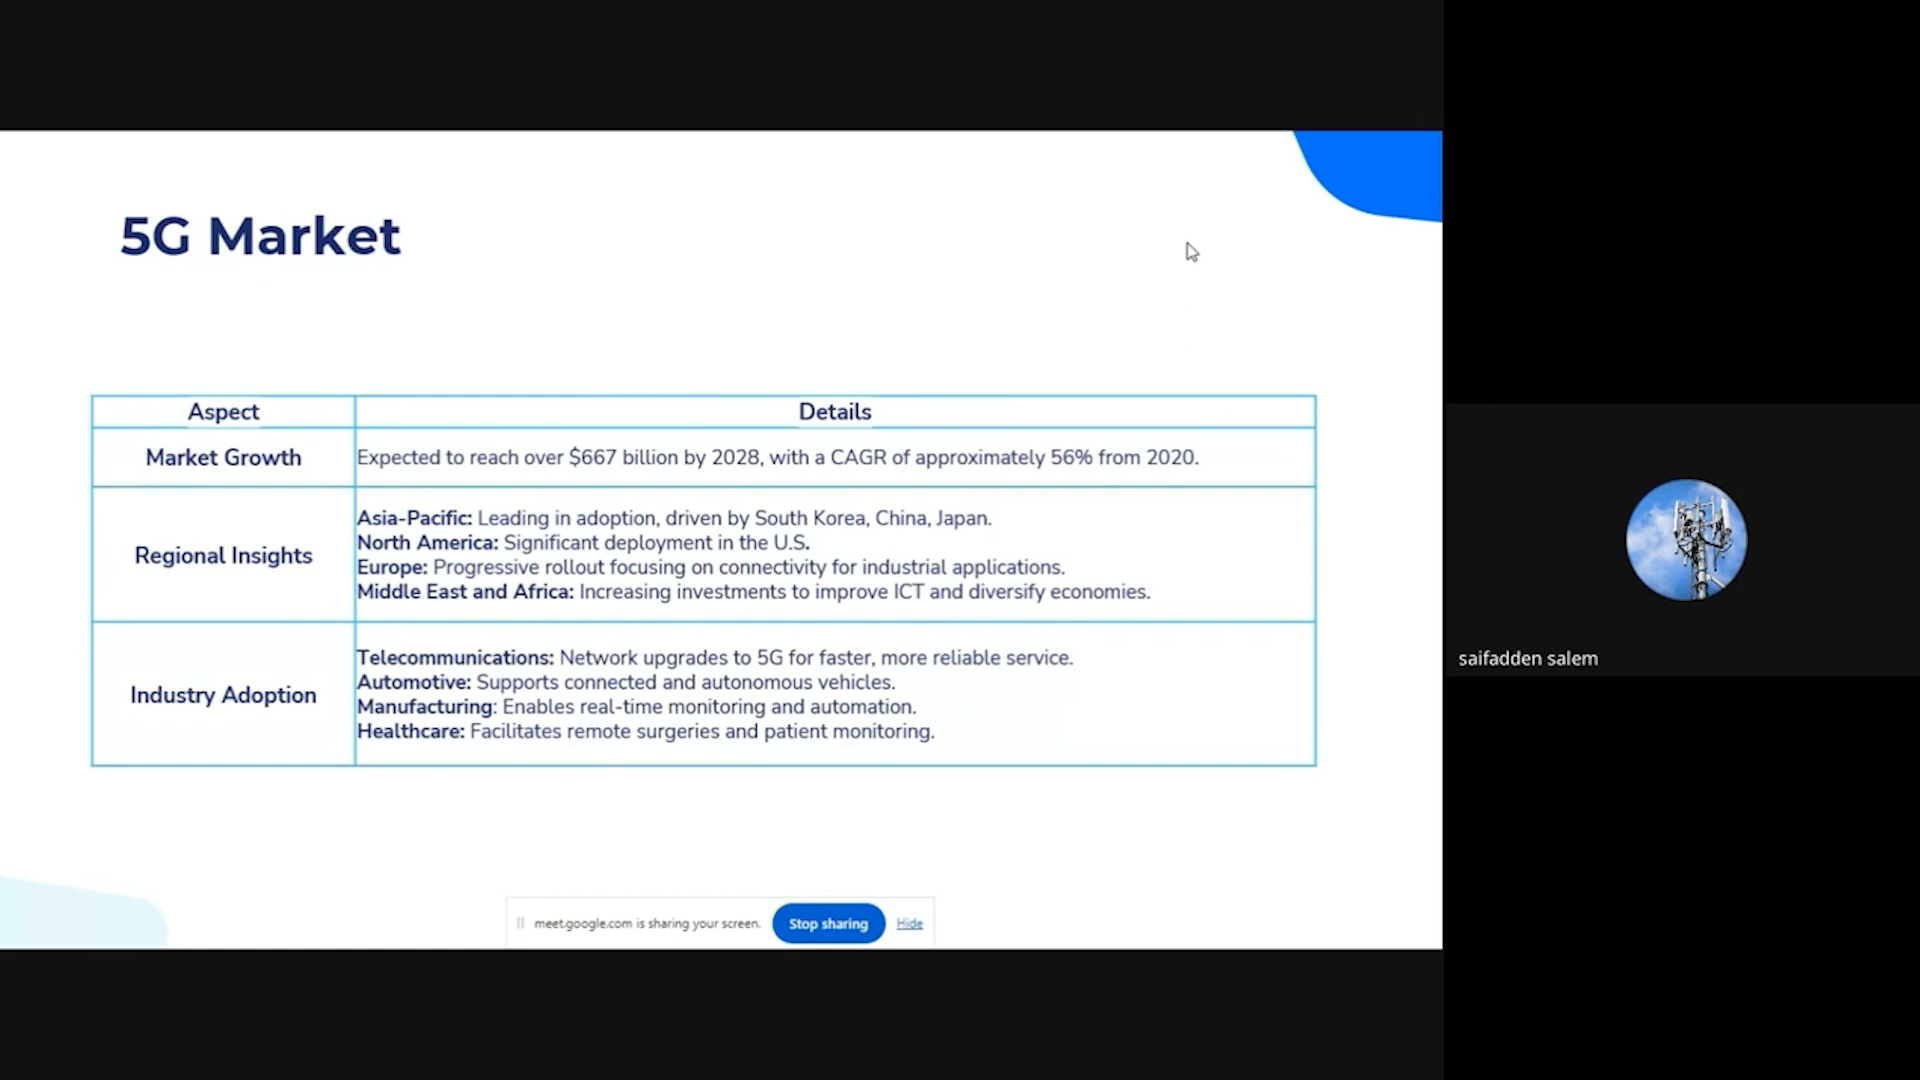 5G Market
Aspect
Details
Market Growth
Expected to reach over $667 billion by 2028, with a CAGR of approximately 56% from 2020.
Regional Insights
Asia-Pacific: Leading in adoption, driven by South Korea, China, Japan.
North America: Significant deployment in the U.S.
Europe: Progressive rollout focusing on connectivity for industrial applications.
Middle East and Africa: Increasing investments to improve ICT and diversify economies.
Industry Adoption
Telecommunications: Network upgrades to 5G for faster, more reliable service.
Automotive: Supports connected and autonomous vehicles.
Manufacturing: Enables real-time monitoring and automation.
Healthcare: Facilitates remote surgeries and patient monitoring.
meet.google.com is sharing your screen.
Stop sharing
Hide
saifadden salem